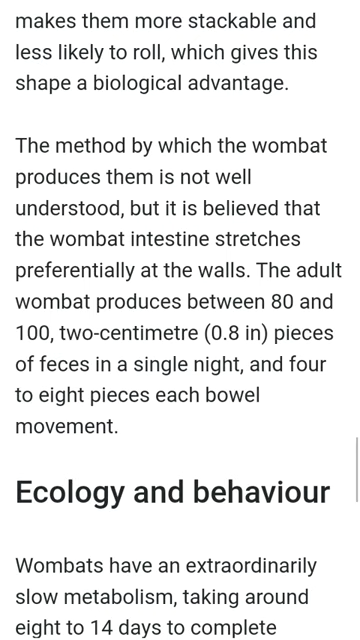 makes them more stackable and
less likely to roll, which gives this
shape a biological advantage.
The method by which the wombat
produces them is not well
understood, but it is believed that
the wombat intestine stretches
preferentially at the walls. The adult
wombat produces between 80 and
100, two-centimetre (0.8 in) pieces
of feces in a single night, and four
to eight pieces each bowel
movement.
Ecology and behaviour
Wombats have an extraordinarily
slow metabolism, taking around
eight to 14 days to complete